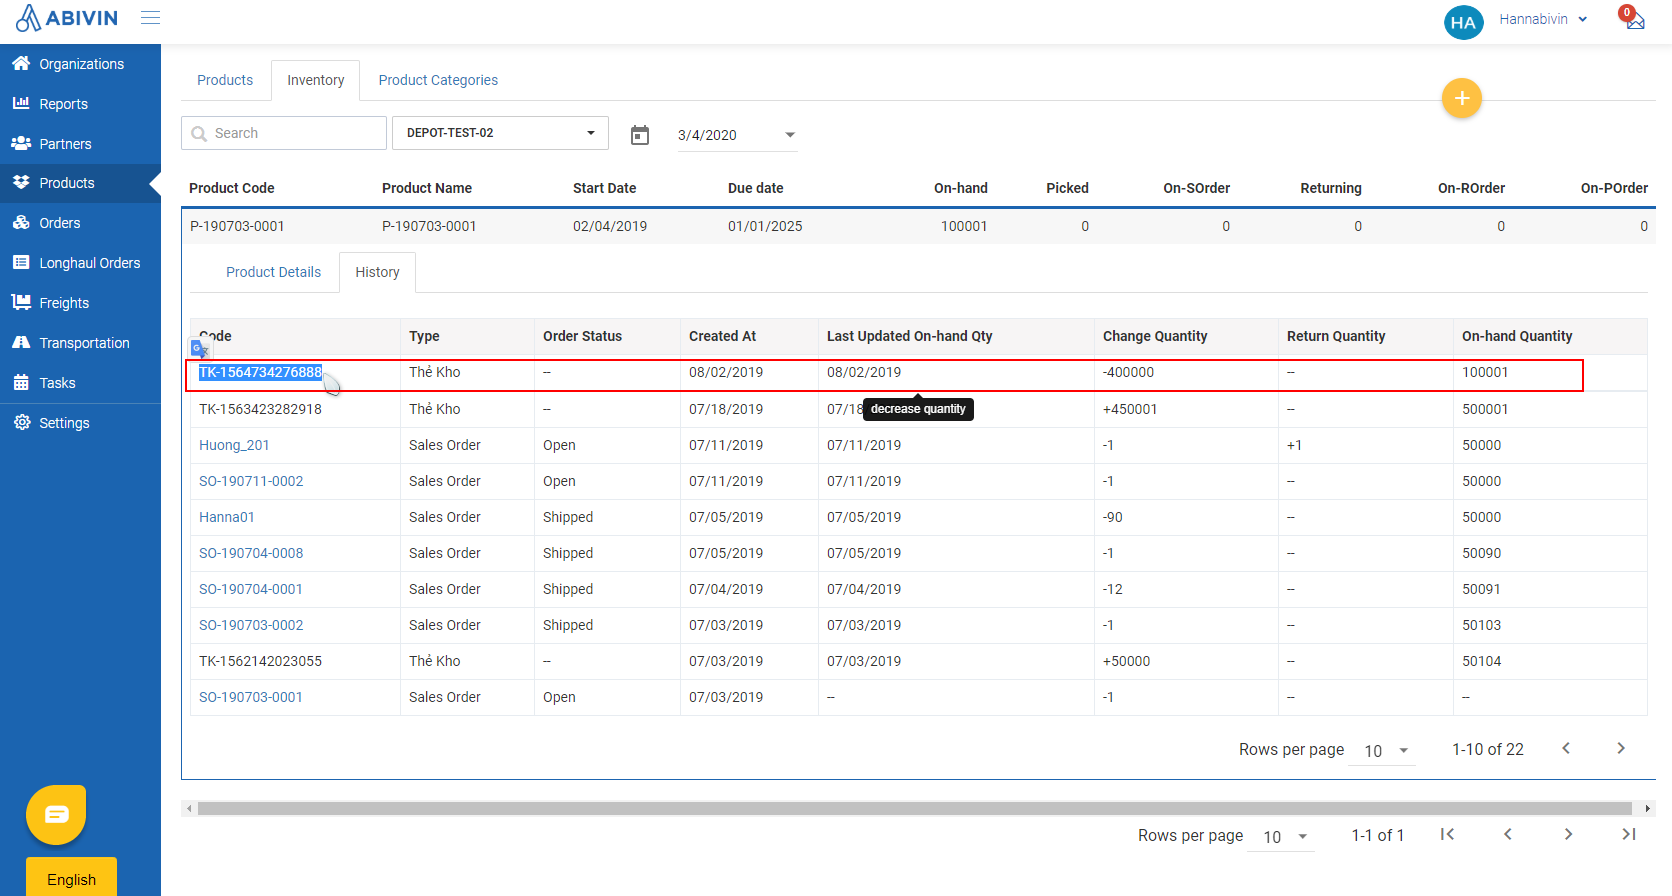 ABIVIN
HA Hannabivin 0
Organizations
Reports
Partners
Products
Orders
Longhaul Orders
Freights
Transportation
Tasks
Settings
English
Products Inventory Product Categories
+
Search DEPOT-TEST-02 3/4/2020
Product Code Product Name Start Date Due date On-hand Picked On-SOrder Returning On-ROrder On-POrder
P-190703-0001 P-190703-0001 02/04/2019 01/01/2025 100001 0 0 0 0 0
Product Details History
Code Type Order Status Created At Last Updated On-hand Qty Change Quantity Return Quantity On-hand Quantity
TK-1564734276888 Thẻ Kho -- 08/02/2019 08/02/2019 -400000 -- 100001
decrease quantity
TK-1563423282918 Thẻ Kho -- 07/18/2019 07/18 +450001 -- 500001
Huong_201 Sales Order Open 07/11/2019 07/11/2019 -1 +1 50000
SO-190711-0002 Sales Order Open 07/11/2019 07/11/2019 -1 -- 50000
Hanna01 Sales Order Shipped 07/05/2019 07/05/2019 -90 -- 50000
SO-190704-0008 Sales Order Shipped 07/05/2019 07/05/2019 -1 -- 50090
SO-190704-0001 Sales Order Shipped 07/04/2019 07/04/2019 -12 -- 50091
SO-190703-0002 Sales Order Shipped 07/03/2019 07/03/2019 -1 -- 50103
TK-1562142023055 Thẻ Kho -- 07/03/2019 07/03/2019 +50000 -- 50104
SO-190703-0001 Sales Order Open 07/03/2019 -- -1 -- --
Rows per page 10 1-10 of 22
Rows per page 10 1-1 of 1